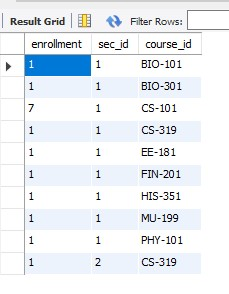 Result Grid Filter Rows:
enrollment sec_id course_id
1 1 BIO-101
1 1 BIO-301
7 1 CS-101
1 1 CS-319
1 1 EE-181
1 1 FIN-201
1 1 HIS-351
1 1 MU-199
1 1 PHY-101
1 2 CS-319